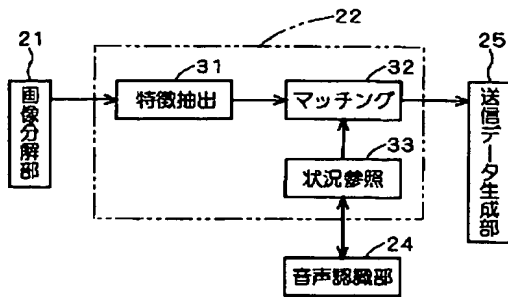 22
21
画像分解部
31
特徴抽出
32
マッチング
25
送信データ生成部
33
状況参照
24
音声認識部